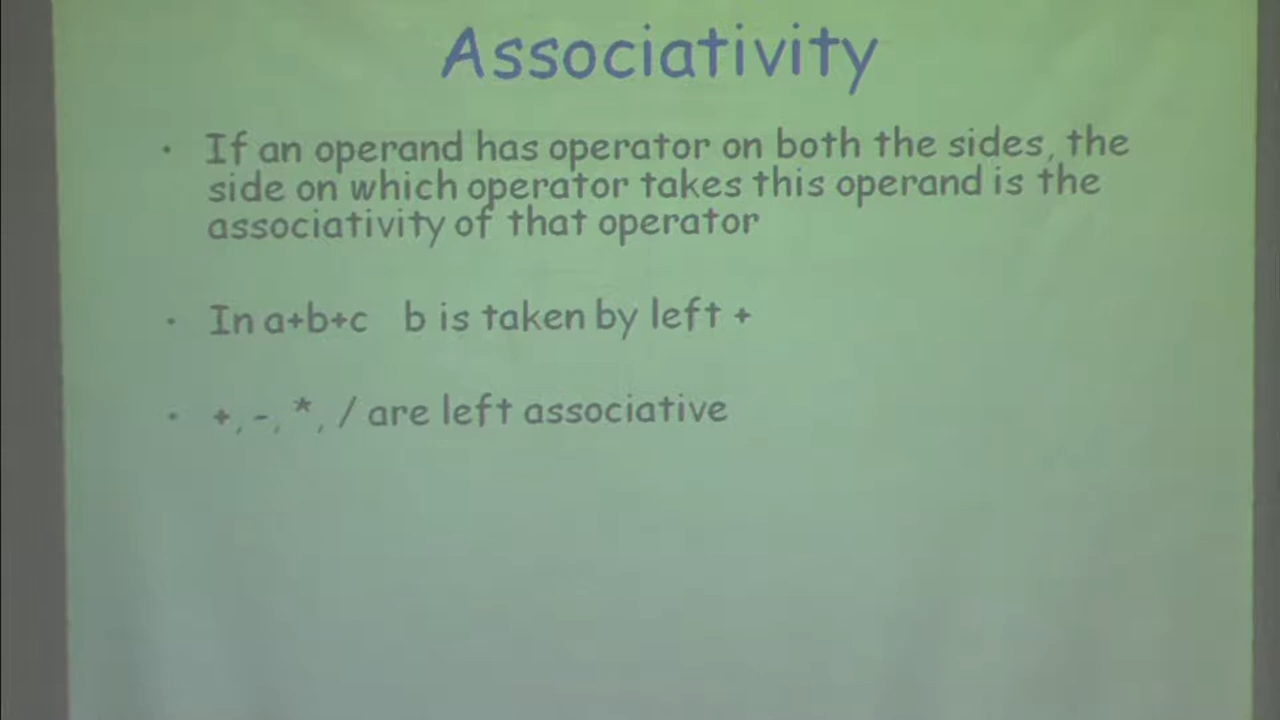 Associativity
• If an operand has operator on both the sides, the
side on which operator takes this operand is the
associativity of that operator
• In a+b+c b is taken by left +
• +, -, *, / are left associative